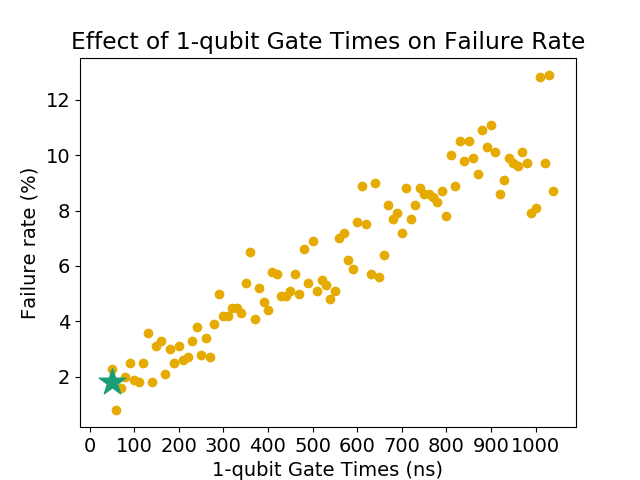 Effect of 1-qubit Gate Times on Failure Rate
Failure rate (%)
12
10
8
6
4
2
0 100 200 300 400 500 600 700 800 900 1000
1-qubit Gate Times (ns)